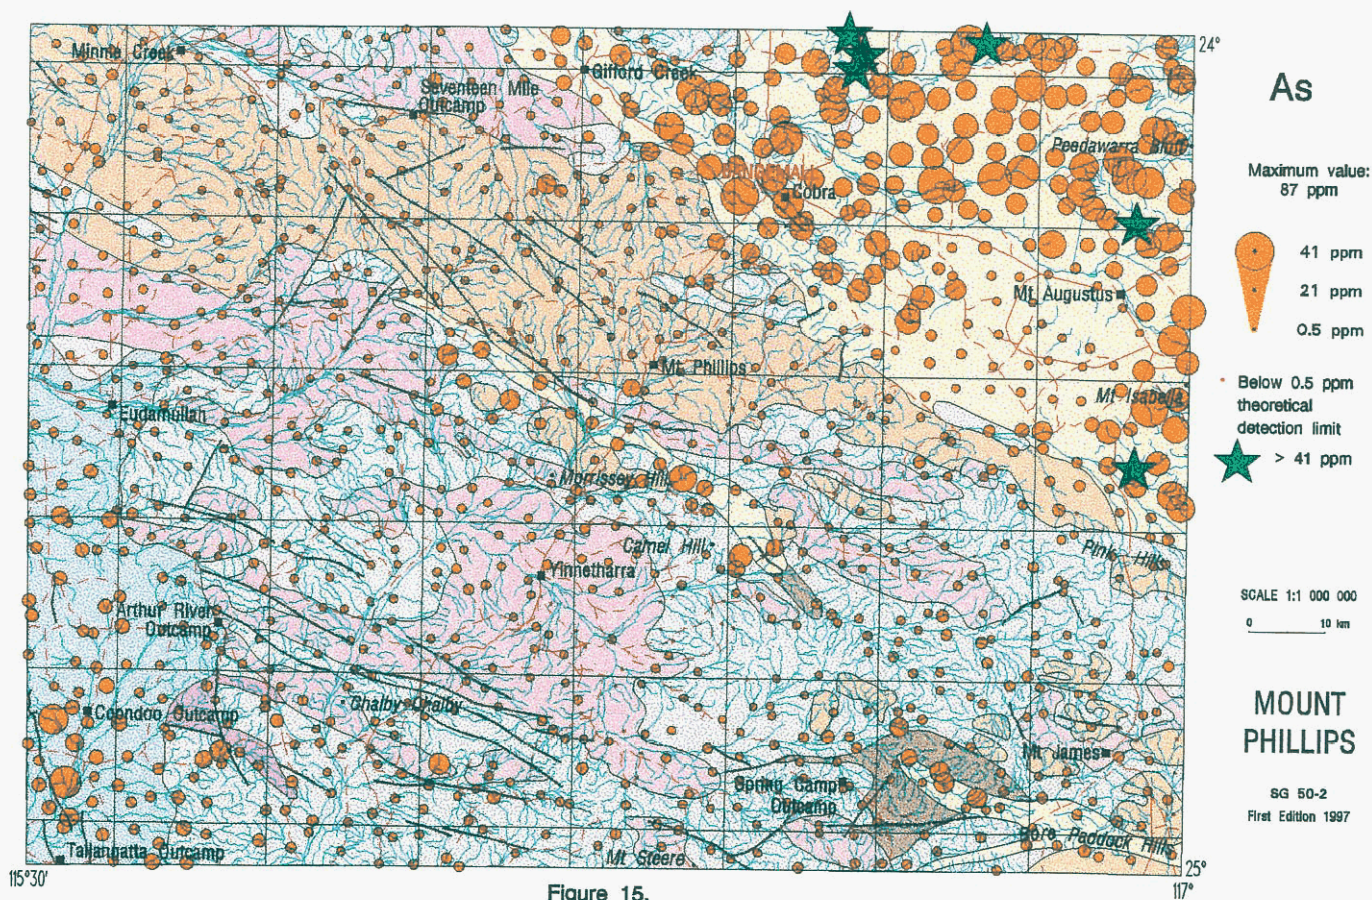 Minnie Creek
Gifford Creek
Seventeen Mile
Outcamp
24°
As
Maximum value:
87 ppm
Peedawarra Bluff
Cobra
41 ppm
21 ppm
0.5 ppm
Mt Augustus
Mt Phillips
Below 0.5 ppm
theoretical
detection limit
> 41 ppm
Mt Isabella
Eudamullah
Morrissey Hill
Camel Hill
Pink Hills
Yinnetharra
Arthur River
Outcamp
SCALE 1:1 000 000
0 10 km
Coondoo Outcamp
Chalby Chalby
MOUNT
PHILLIPS
Mt James
Spring Camp
Outcamp
SG 50-2
First Edition 1997
Bore Paddock Hills
Tallangatta Outcamp
Mt Steere
25°
115°30'
117°
Figure 15.